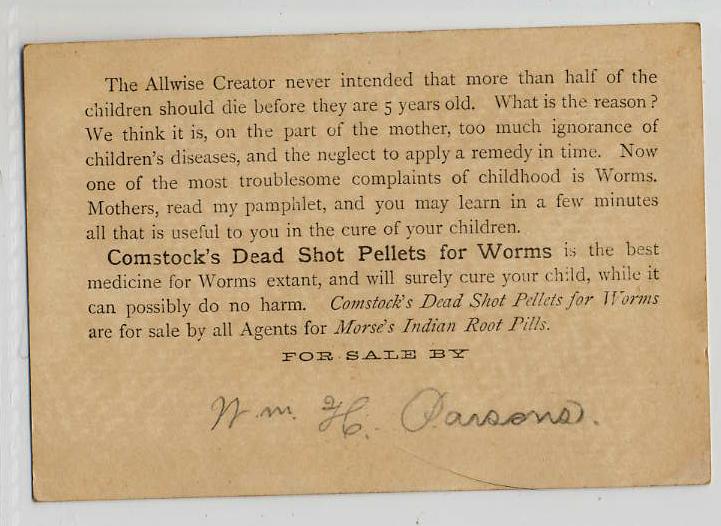 The Allwise Creator never intended that more than half of the
children should die before they are 5 years old. What is the reason?
We think it is, on the part of the mother, too much ignorance of
children's diseases, and the neglect to apply a remedy in time. Now
one of the most troublesome complaints of childhood is Worms.
Mothers, read my pamphlet, and you may learn in a few minutes
all that is useful to you in the cure of your children.
Comstock's Dead Shot Pellets for Worms is the best
medicine for Worms extant, and will surely cure your child, while it
can possibly do no harm. Comstock's Dead Shot Pellets for Worms
are for sale by all Agents for Morse's Indian Root Pills.
FOR SALE BY
Wm. H. Parsons.